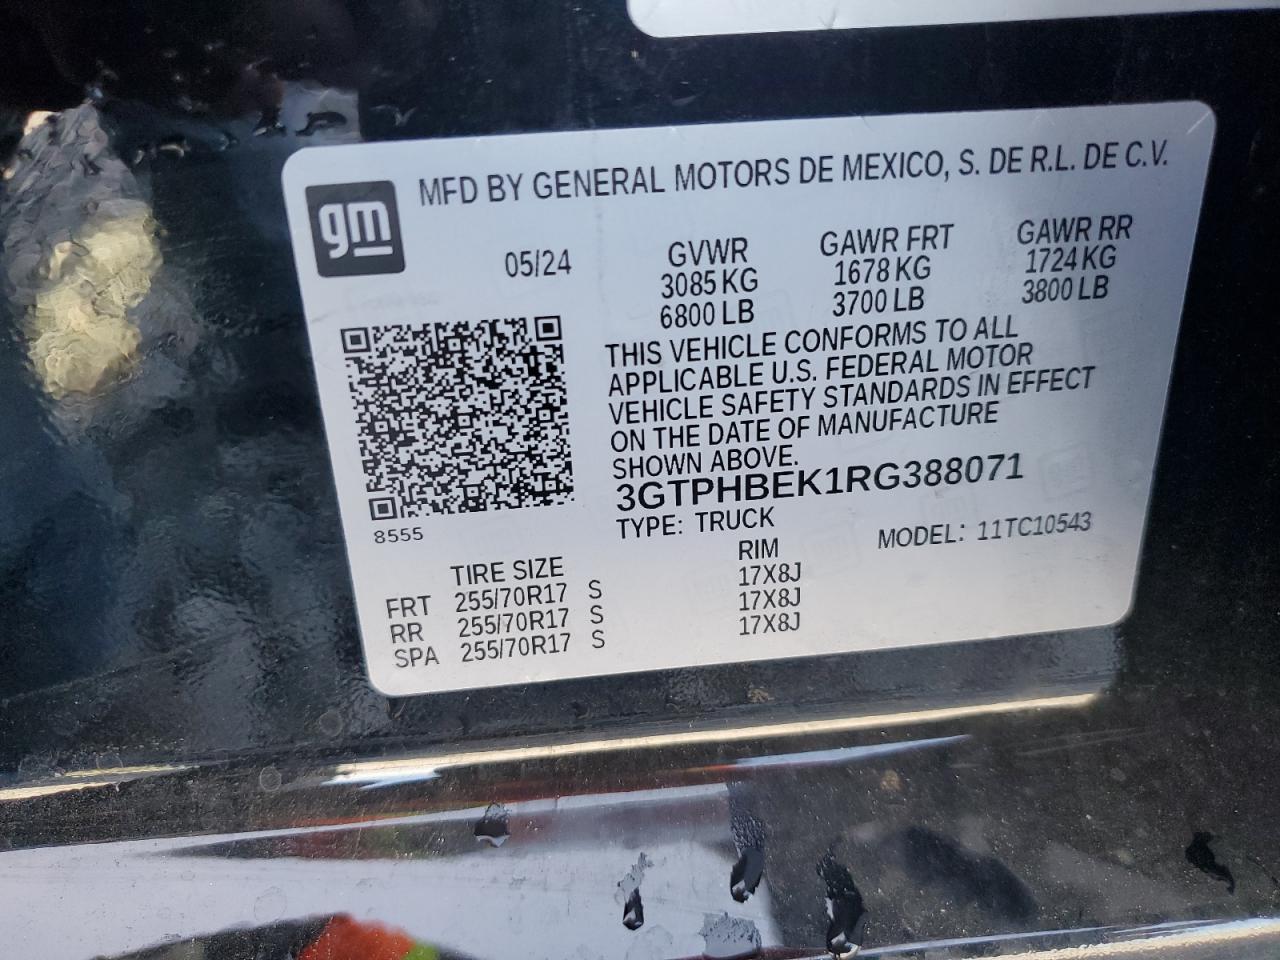 gm
MFD BY GENERAL MOTORS DE MEXICO, S. DE R.L. DE C.V.
05/24 GVWR GAWR FRT GAWR RR
3085 KG 1678 KG 1724 KG
6800 LB 3700 LB 3800 LB
THIS VEHICLE CONFORMS TO ALL
APPLICABLE U.S. FEDERAL MOTOR
VEHICLE SAFETY STANDARDS IN EFFECT
ON THE DATE OF MANUFACTURE
SHOWN ABOVE.
3GTPHBEK1RG388071
8555
TYPE: TRUCK MODEL: 11TC10543
TIRE SIZE RIM
FRT 255/70R17 S 17X8J
RR 255/70R17 S 17X8J
SPA 255/70R17 S 17X8J